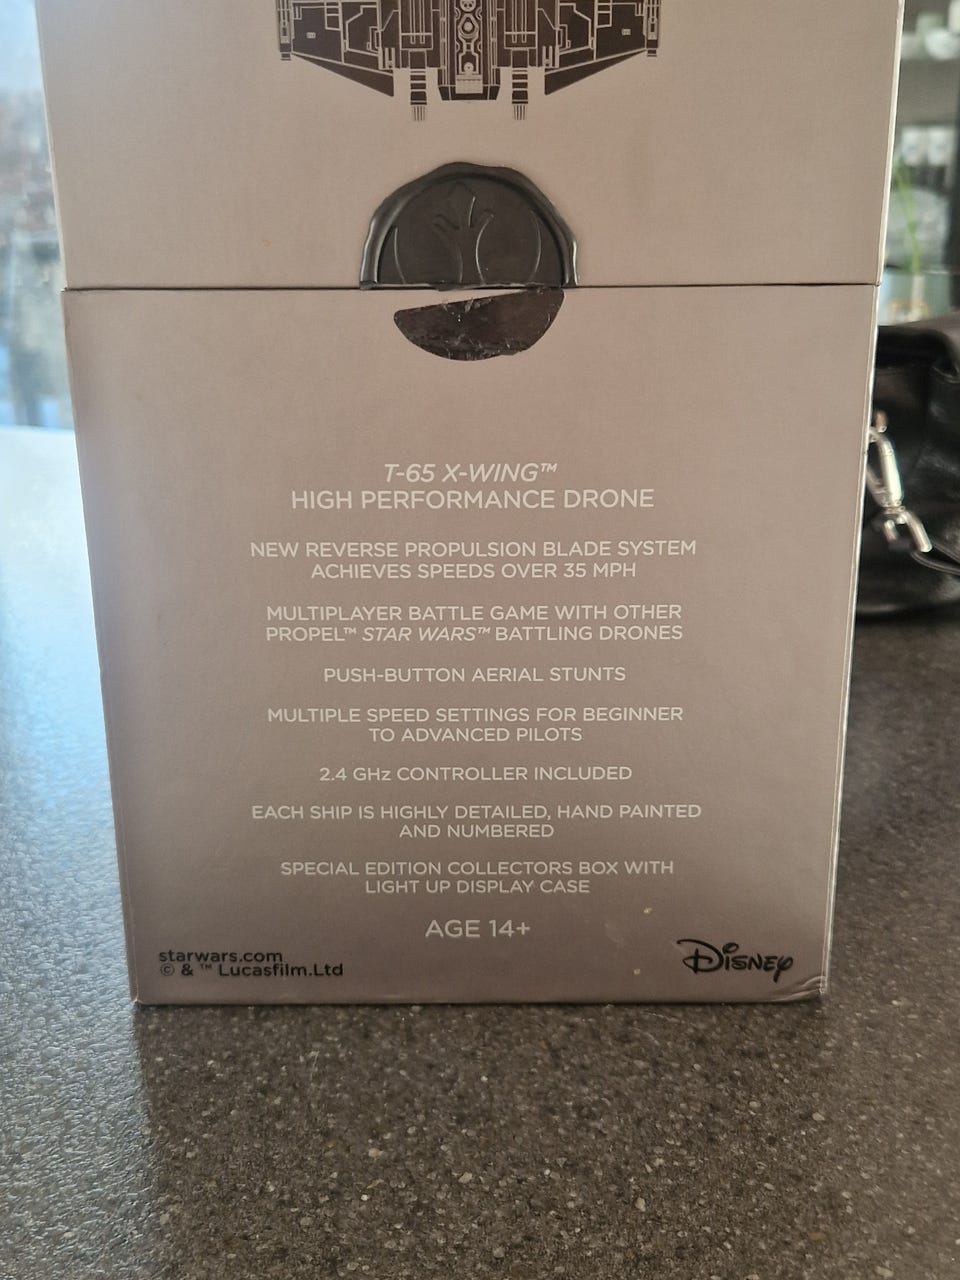 T-65 X-WING™
HIGH PERFORMANCE DRONE
NEW REVERSE PROPULSION BLADE SYSTEM
ACHIEVES SPEEDS OVER 35 MPH
MULTIPLAYER BATTLE GAME WITH OTHER
PROPEL™ STAR WARS™ BATTLING DRONES
PUSH-BUTTON AERIAL STUNTS
MULTIPLE SPEED SETTINGS FOR BEGINNER
TO ADVANCED PILOTS
2.4 GHz CONTROLLER INCLUDED
EACH SHIP IS HIGHLY DETAILED, HAND PAINTED
AND NUMBERED
SPECIAL EDITION COLLECTORS BOX WITH
LIGHT UP DISPLAY CASE
AGE 14+
starwars.com
© & ™ Lucasfilm.Ltd
Disney